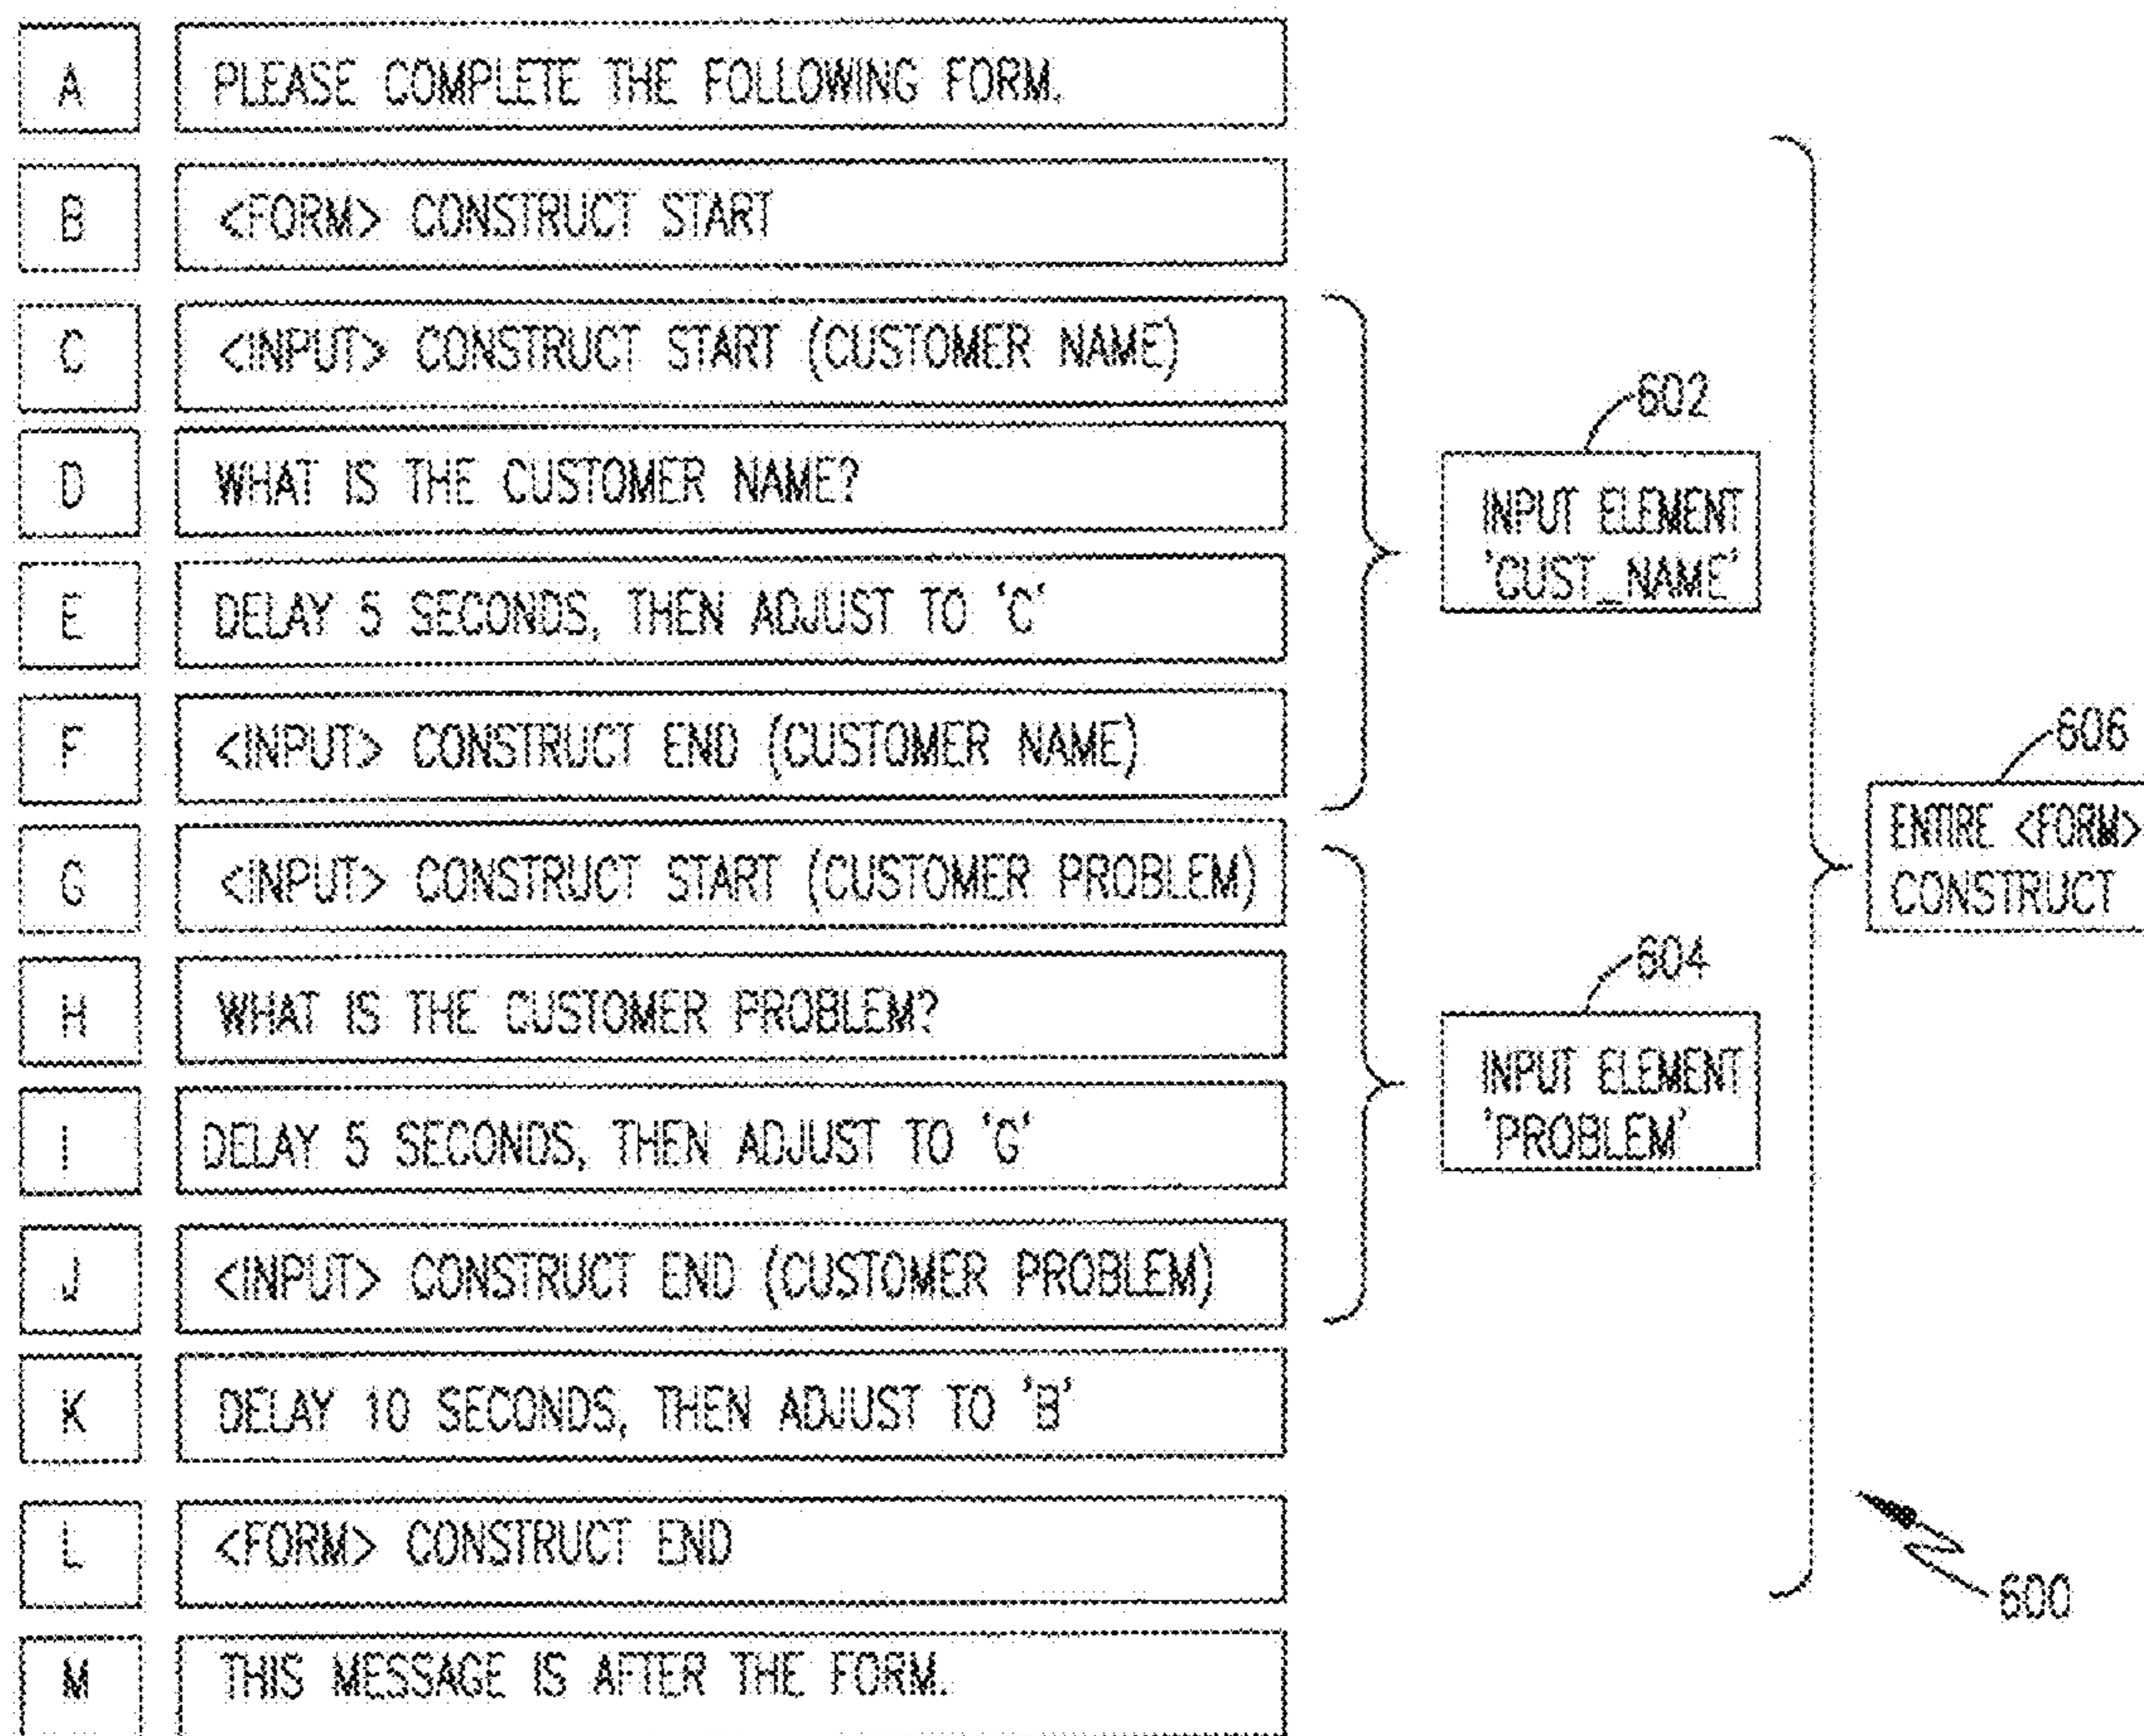 A PLEASE COMPLETE THE FOLLOWING FORM.
B <FORM> CONSTRUCT START
C <INPUT> CONSTRUCT START (CUSTOMER NAME)
D WHAT IS THE CUSTOMER NAME?
E DELAY 5 SECONDS, THEN ADJUST TO 'C'
F <INPUT> CONSTRUCT END (CUSTOMER NAME)
G <INPUT> CONSTRUCT START (CUSTOMER PROBLEM)
H WHAT IS THE CUSTOMER PROBLEM?
I DELAY 5 SECONDS, THEN ADJUST TO 'G'
J <INPUT> CONSTRUCT END (CUSTOMER PROBLEM)
K DELAY 10 SECONDS, THEN ADJUST TO 'B'
L <FORM> CONSTRUCT END
M THIS MESSAGE IS AFTER THE FORM.
602
INPUT ELEMENT
'CUST_NAME'
604
INPUT ELEMENT
'PROBLEM'
606
ENTIRE <FORM>
CONSTRUCT
600